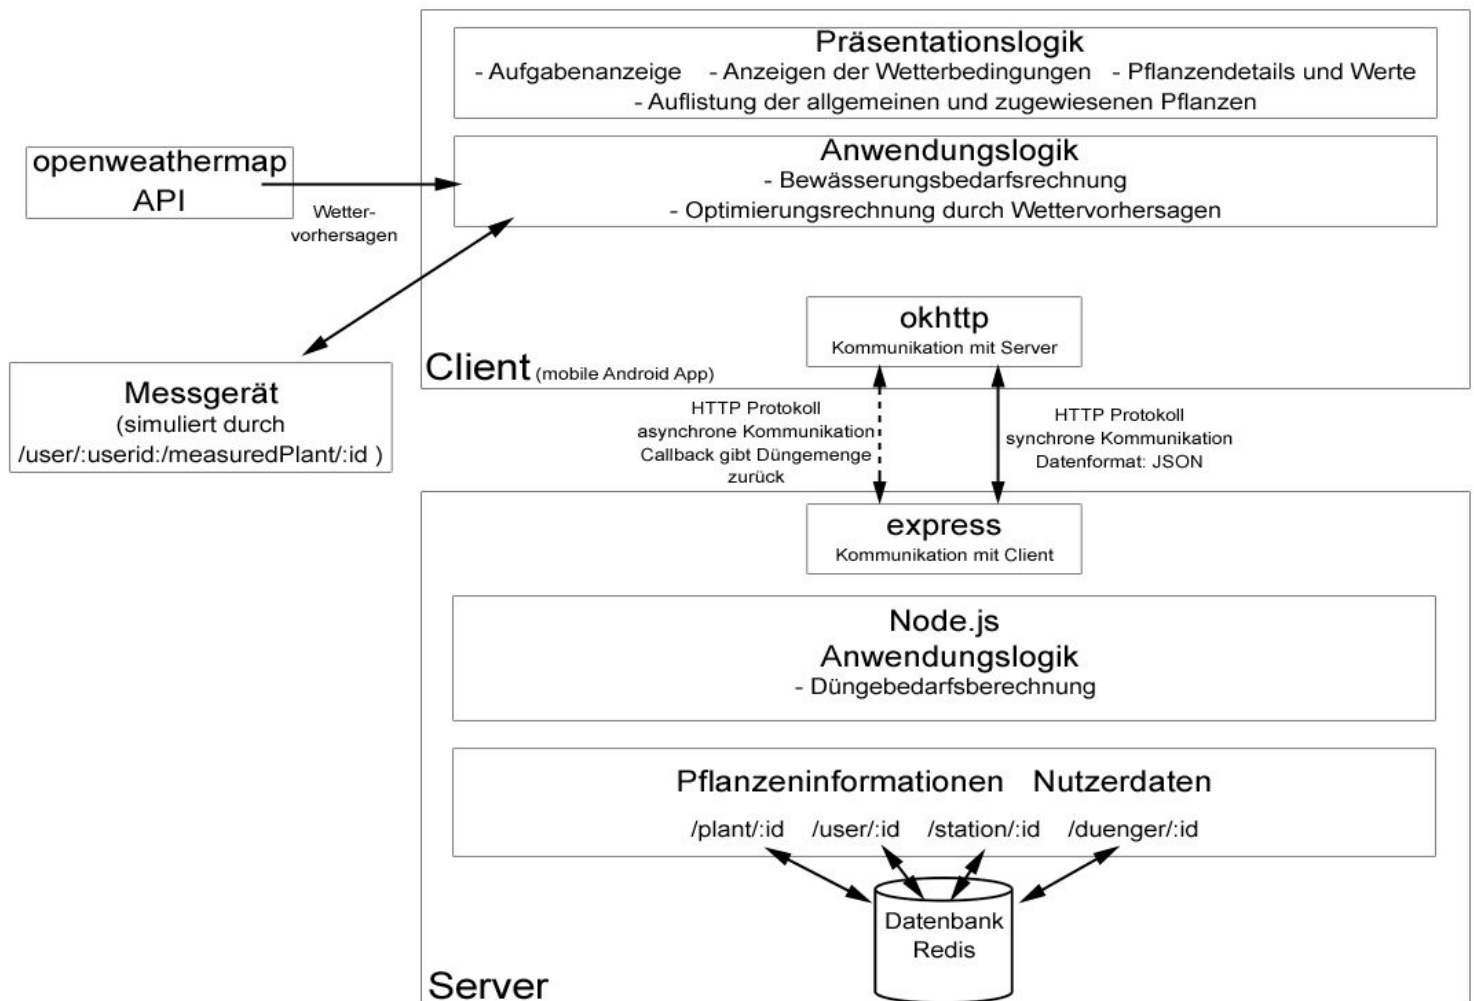 Präsentationslogik
- Aufgabenanzeige - Anzeigen der Wetterbedingungen - Pflanzendetails und Werte
- Auflistung der allgemeinen und zugewiesenen Pflanzen
Anwendungslogik
- Bewässerungsbedarfsrechnung
- Optimierungsrechnung durch Wettervorhersagen
openweathermap
API
Wetter-
vorhersagen
okhttp
Kommunikation mit Server
Client (mobile Android App)
Messgerät
(simuliert durch
/user/:userid:/measuredPlant/:id )
HTTP Protokoll
asynchrone Kommunikation
Callback gibt Düngemenge
zurück
HTTP Protokoll
synchrone Kommunikation
Datenformat: JSON
express
Kommunikation mit Client
Node.js
Anwendungslogik
- Düngebedarfsberechnung
Pflanzeninformationen Nutzerdaten
/plant/:id /user/:id /station/:id /duenger/:id
Datenbank
Redis
Server